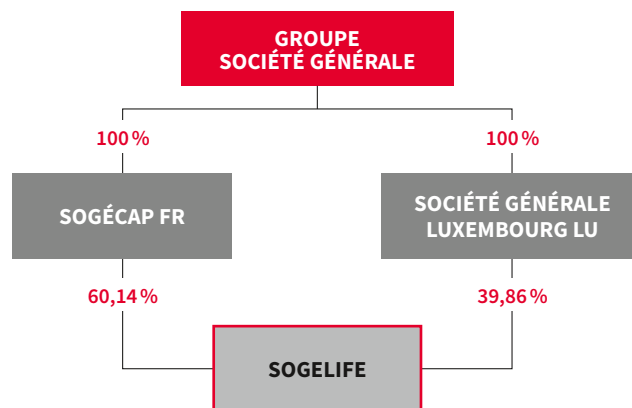 GROUPE
SOCIÉTÉ GÉNÉRALE
100 %
100 %
SOGÉCAP FR
SOCIÉTÉ GÉNÉRALE
LUXEMBOURG LU
60,14 %
39,86 %
SOGELIFE